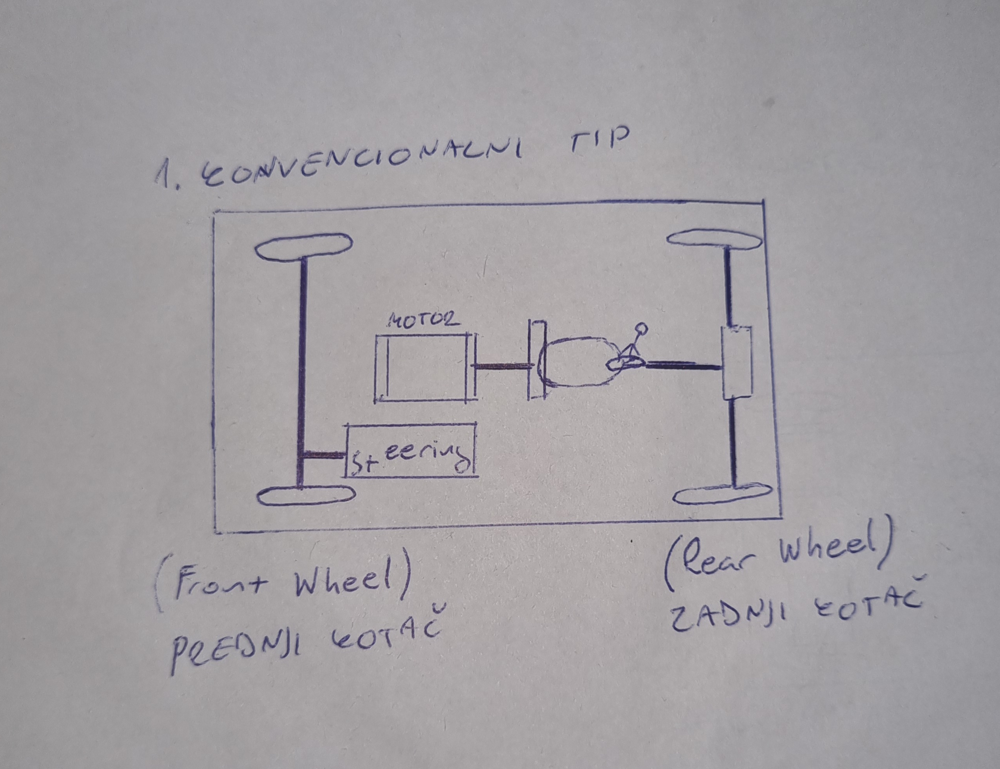 1. KONVENCIONALNI TIP
MOTOR
Steering
(Front Wheel)
PREDNJI KOTAČ
(Rear Wheel)
ZADNJI KOTAČ